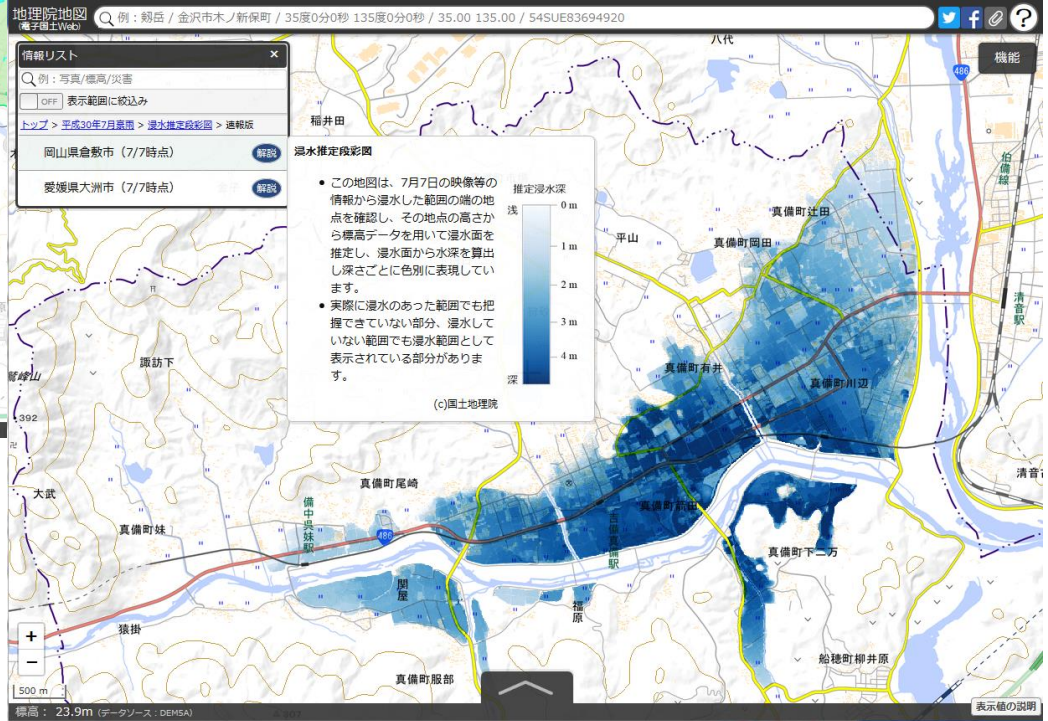 地理院地図
(電子国土Web)
例：剱岳 / 金沢市木ノ新保町 / 35度0分0秒 135度0分0秒 / 35.00 135.00 / 54SUE83694920
?
機能
情報リスト
×
例：写真/標高/災害
OFF 表示範囲に絞込み
トップ > 平成30年7月豪雨 > 浸水推定段彩図 > 速報版
岡山県倉敷市（7/7時点） 解説
愛媛県大洲市（7/7時点） 解説
浸水推定段彩図
• この地図は、7月7日の映像等の
情報から浸水した範囲の端の地
点を確認し、その地点の高さか
ら標高データを用いて浸水面を
推定し、浸水面から水深を算出
し深さごとに色別に表現してい
ます。
• 実際に浸水のあった範囲でも把
握できていない部分、浸水して
いない範囲でも浸水範囲として
表示されている部分がありま
す。
(c)国土地理院
推定浸水深
浅
0 m
1 m
2 m
3 m
4 m
深
八代
486
稲井田
伯備線
真備町辻田
平山
真備町岡田
清音駅
諏訪下
真備町有井
鷲峰山
真備町川辺
392
清音古
真備町尾崎
大武
備中呉妹駅
真備町箭田
真備町妹
486
吉備真備駅
真備町下二万
関屋
福原
猿掛
船穂町柳井原
真備町服部
+
−
500 m
標高： 23.9m (データソース：DEM5A)
表示値の説明